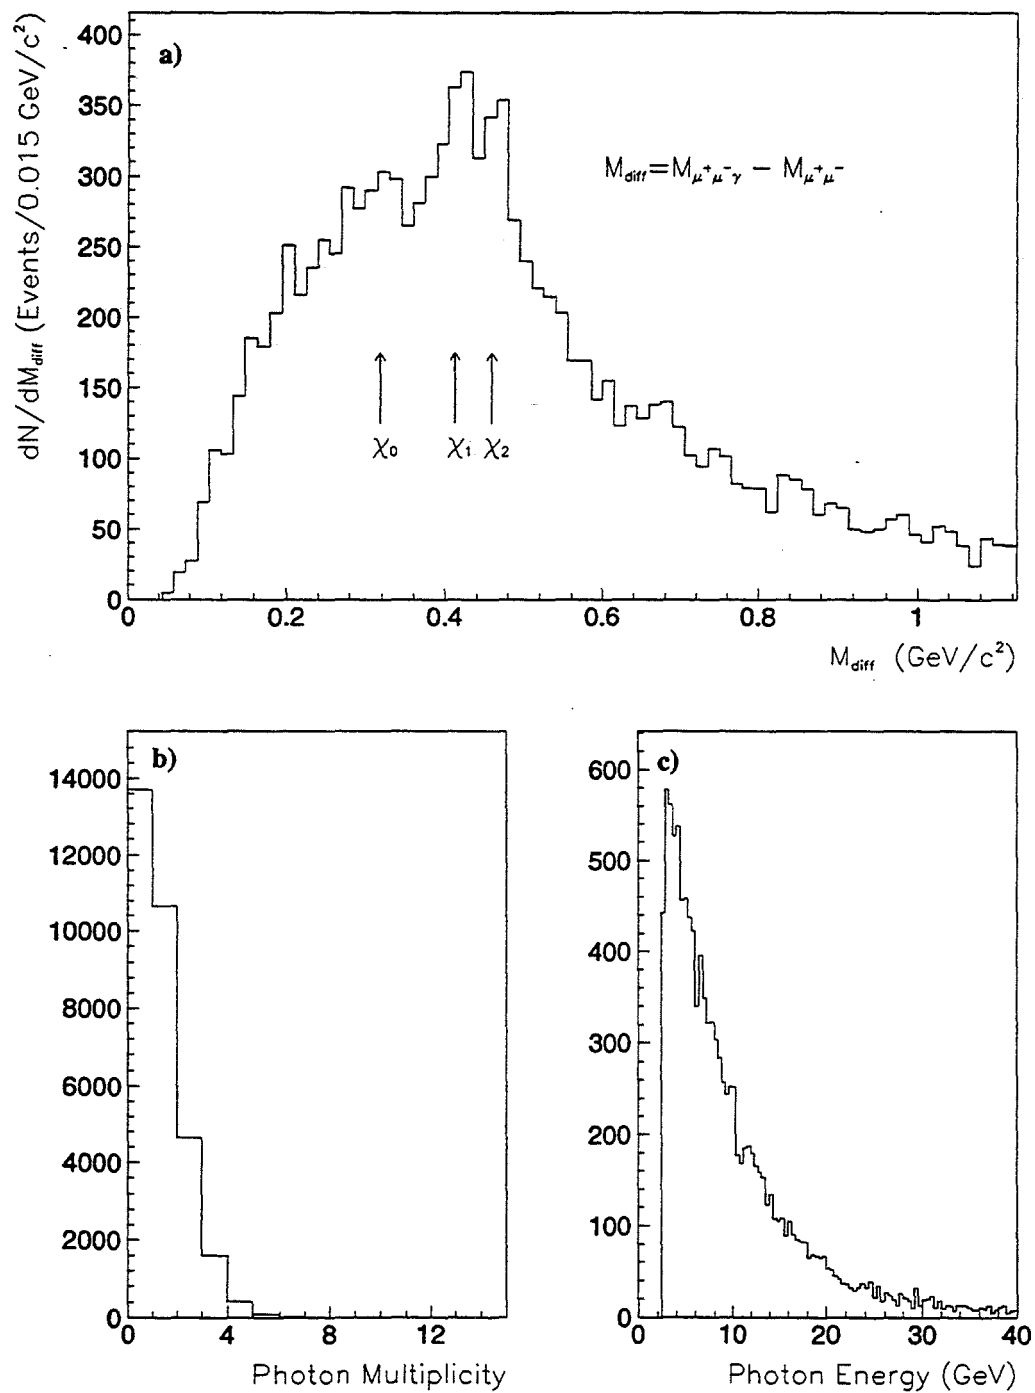 a)
dN/dM_diff (Events/0.015 GeV/c²)
400
350
300
250
200
150
100
50
0
M_diff=M_μ⁺μ⁻γ − M_μ⁺μ⁻
χ₀ χ₁ χ₂
0 0.2 0.4 0.6 0.8 1
M_diff (GeV/c²)
b)
14000
12000
10000
8000
6000
4000
2000
0
0 4 8 12
Photon Multiplicity
c)
600
500
400
300
200
100
0
0 10 20 30 40
Photon Energy (GeV)